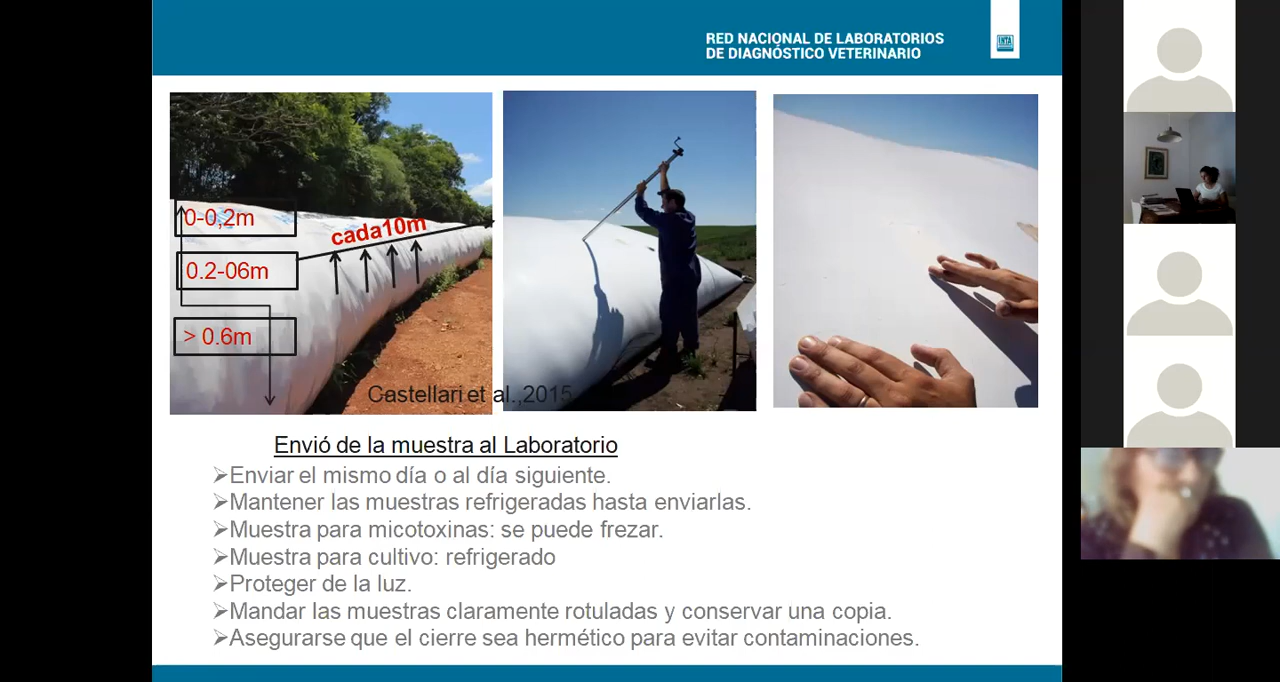 RED NACIONAL DE LABORATORIOS
DE DIAGNÓSTICO VETERINARIO
INTA
0-0,2m
cada10m
0.2-06m
> 0.6m
Castellari et al.,2015
Envió de la muestra al Laboratorio
➢Enviar el mismo día o al día siguiente.
➢Mantener las muestras refrigeradas hasta enviarlas.
➢Muestra para micotoxinas: se puede frezar.
➢Muestra para cultivo: refrigerado
➢Proteger de la luz.
➢Mandar las muestras claramente rotuladas y conservar una copia.
➢Asegurarse que el cierre sea hermético para evitar contaminaciones.